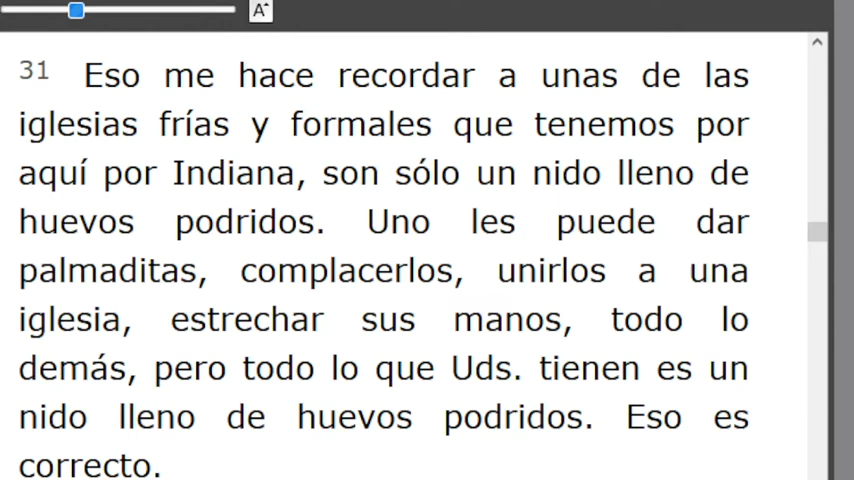 A
31 Eso me hace recordar a unas de las
iglesias frías y formales que tenemos por
aquí por Indiana, son sólo un nido lleno de
huevos podridos. Uno les puede dar
palmaditas, complacerlos, unirlos a una
iglesia, estrechar sus manos, todo lo
demás, pero todo lo que Uds. tienen es un
nido lleno de huevos podridos. Eso es
correcto.